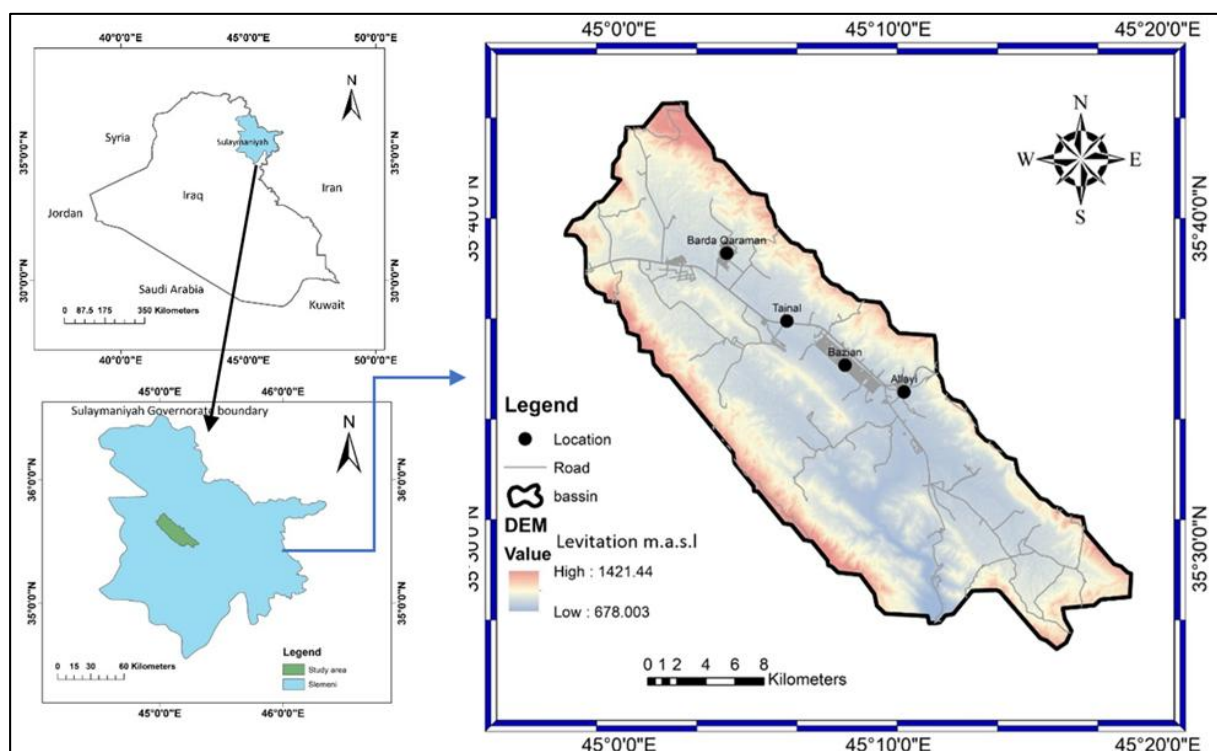 40°0'0"E 45°0'0"E 50°0'0"E
N
Syria
Sulaymaniyah
35°0'0"N
35°0'0"N
Iraq
Iran
Jordan
30°0'0"N
30°0'0"N
Saudi Arabia
Kuwait
0 87.5 175 350 Kilometers
40°0'0"E 45°0'0"E 50°0'0"E
45°0'0"E 46°0'0"E
Sulaymaniyah Governorate boundary
N
36°0'0"N
36°0'0"N
35°0'0"N
35°0'0"N
Legend
Study area
Slemeni
0 15 30 60 Kilometers
45°0'0"E 46°0'0"E
45°0'0"E 45°10'0"E 45°20'0"E
N
W E
S
35°40'0"N
35°40'0"N
Barda Qaraman
Tainal
Bazian
Allayi
Legend
Location
Road
bassin
DEM
Value Levitation m.a.s.l
High : 1421.44
Low : 678.003
35°30'0"N
35°30'0"N
0 1 2 4 6 8
Kilometers
45°0'0"E 45°10'0"E 45°20'0"E